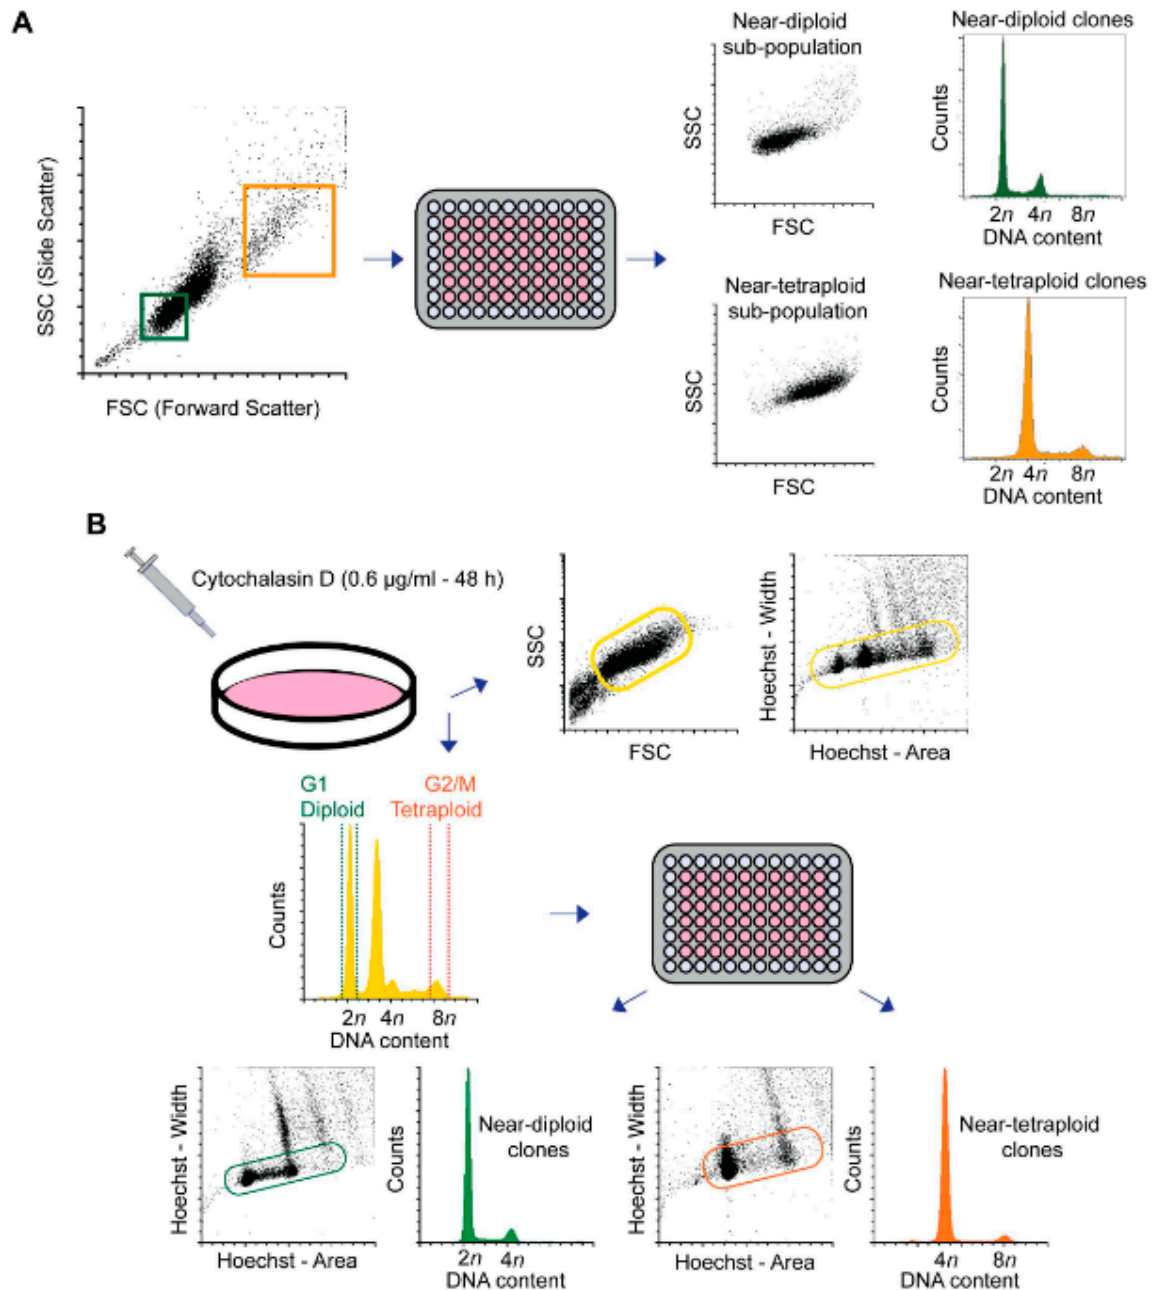 A
SSC (Side Scatter)
FSC (Forward Scatter)
Near-diploid
sub-population
SSC
FSC
Near-diploid clones
Counts
2n 4n 8n
DNA content
Near-tetraploid
sub-population
SSC
FSC
Near-tetraploid clones
Counts
2n 4n 8n
DNA content
B
Cytochalasin D (0.6 µg/ml - 48 h)
SSC
FSC
Hoechst - Width
Hoechst - Area
G1
Diploid
G2/M
Tetraploid
Counts
2n 4n 8n
DNA content
Hoechst - Width
Hoechst - Area
Counts
Near-diploid
clones
2n 4n
DNA content
Hoechst - Width
Hoechst - Area
Counts
Near-tetraploid
clones
4n 8n
DNA content